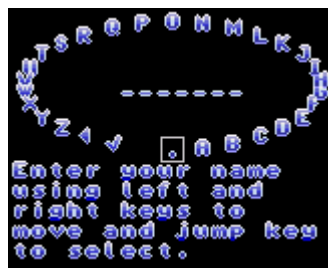 T S R Q P O N M L K J I H G F E D C B A . Z Y X W V U
-------
Enter your name
using left and
right keys to
move and jump key
to select.